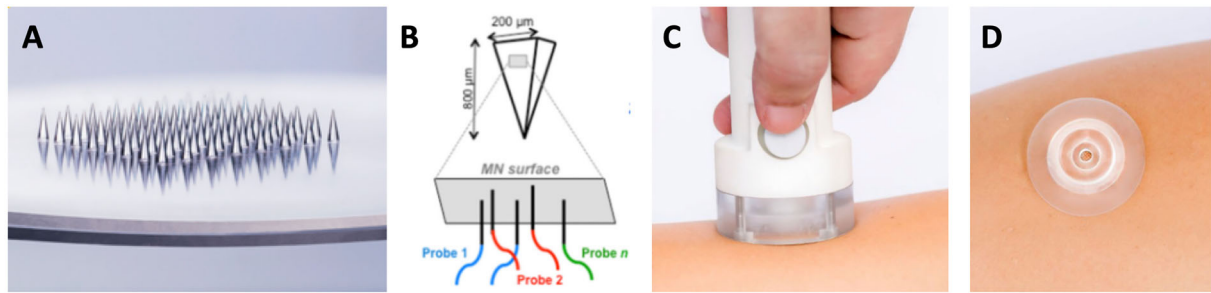 A
B
200 µm
800 µm
MN surface
Probe 1
Probe 2
Probe n
C
D